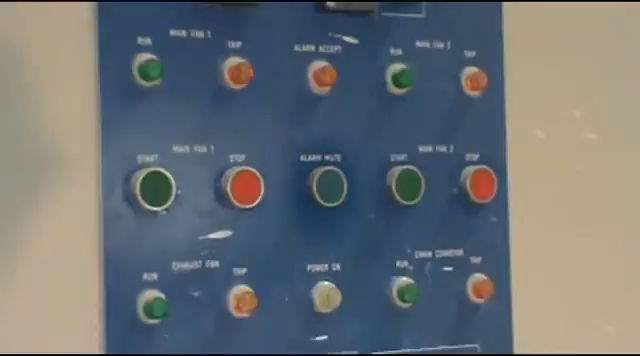 MAIN FAN 1
RUN TRIP
ALARM ACCEPT
MAIN FAN 2
RUN TRIP
MAIN FAN 1
START STOP
ALARM MUTE
MAIN FAN 2
START STOP
EXHAUST FAN
RUN TRIP
POWER ON
CHAIN CONVEYOR
RUN TRIP